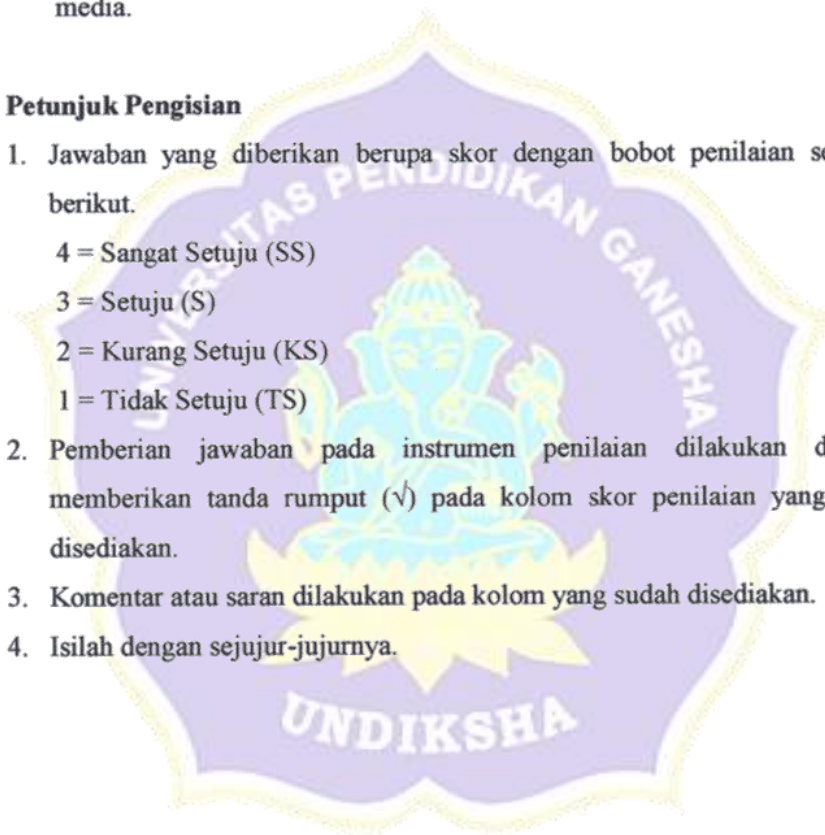 media.
Petunjuk Pengisian
1. Jawaban yang diberikan berupa skor dengan bobot penilaian
berikut.
4 = Sangat Setuju (SS)
3 = Setuju (S)
2 = Kurang Setuju (KS)
1 = Tidak Setuju (TS)
2. Pemberian jawaban pada instrumen penilaian dilakukan
memberikan tanda rumput (√) pada kolom skor penilaian yang
disediakan.
3. Komentar atau saran dilakukan pada kolom yang sudah disediakan.
4. Isilah dengan sejujur-jujurnya.
UNIVERSITAS PENDIDIKAN GANESHA
UNDIKSHA